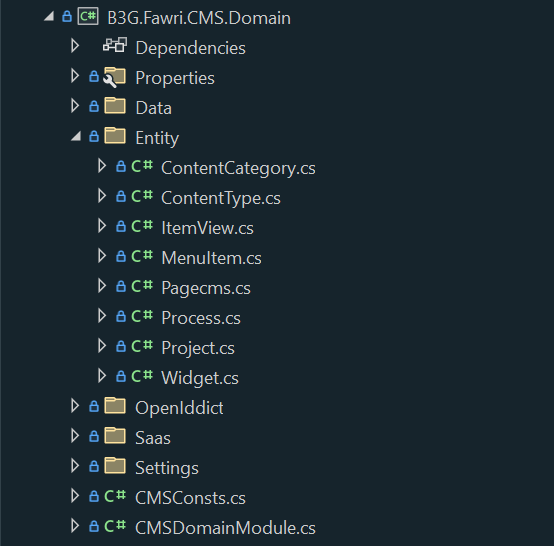 B3G.Fawri.CMS.Domain
Dependencies
Properties
Data
Entity
C# ContentCategory.cs
C# ContentType.cs
C# ItemView.cs
C# MenuItem.cs
C# Pagecms.cs
C# Process.cs
C# Project.cs
C# Widget.cs
OpenIddict
Saas
Settings
C# CMSConsts.cs
C# CMSDomainModule.cs